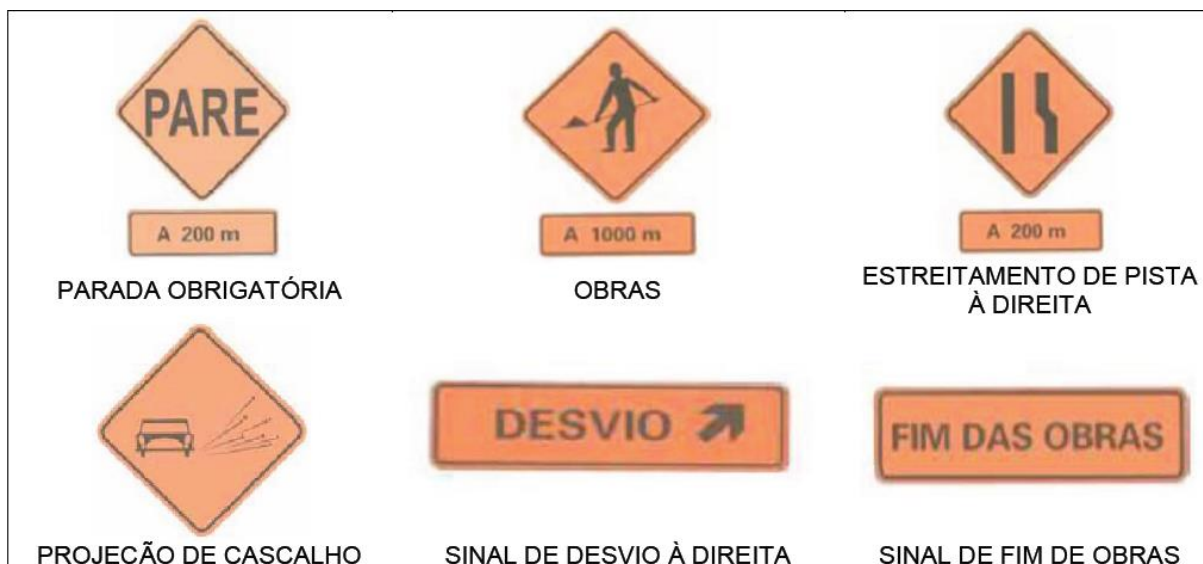 PARE
A 200 m
PARADA OBRIGATÓRIA
A 1000 m
OBRAS
A 200 m
ESTREITAMENTO DE PISTA
À DIREITA
PROJEÇÃO DE CASCALHO
DESVIO
SINAL DE DESVIO À DIREITA
FIM DAS OBRAS
SINAL DE FIM DE OBRAS